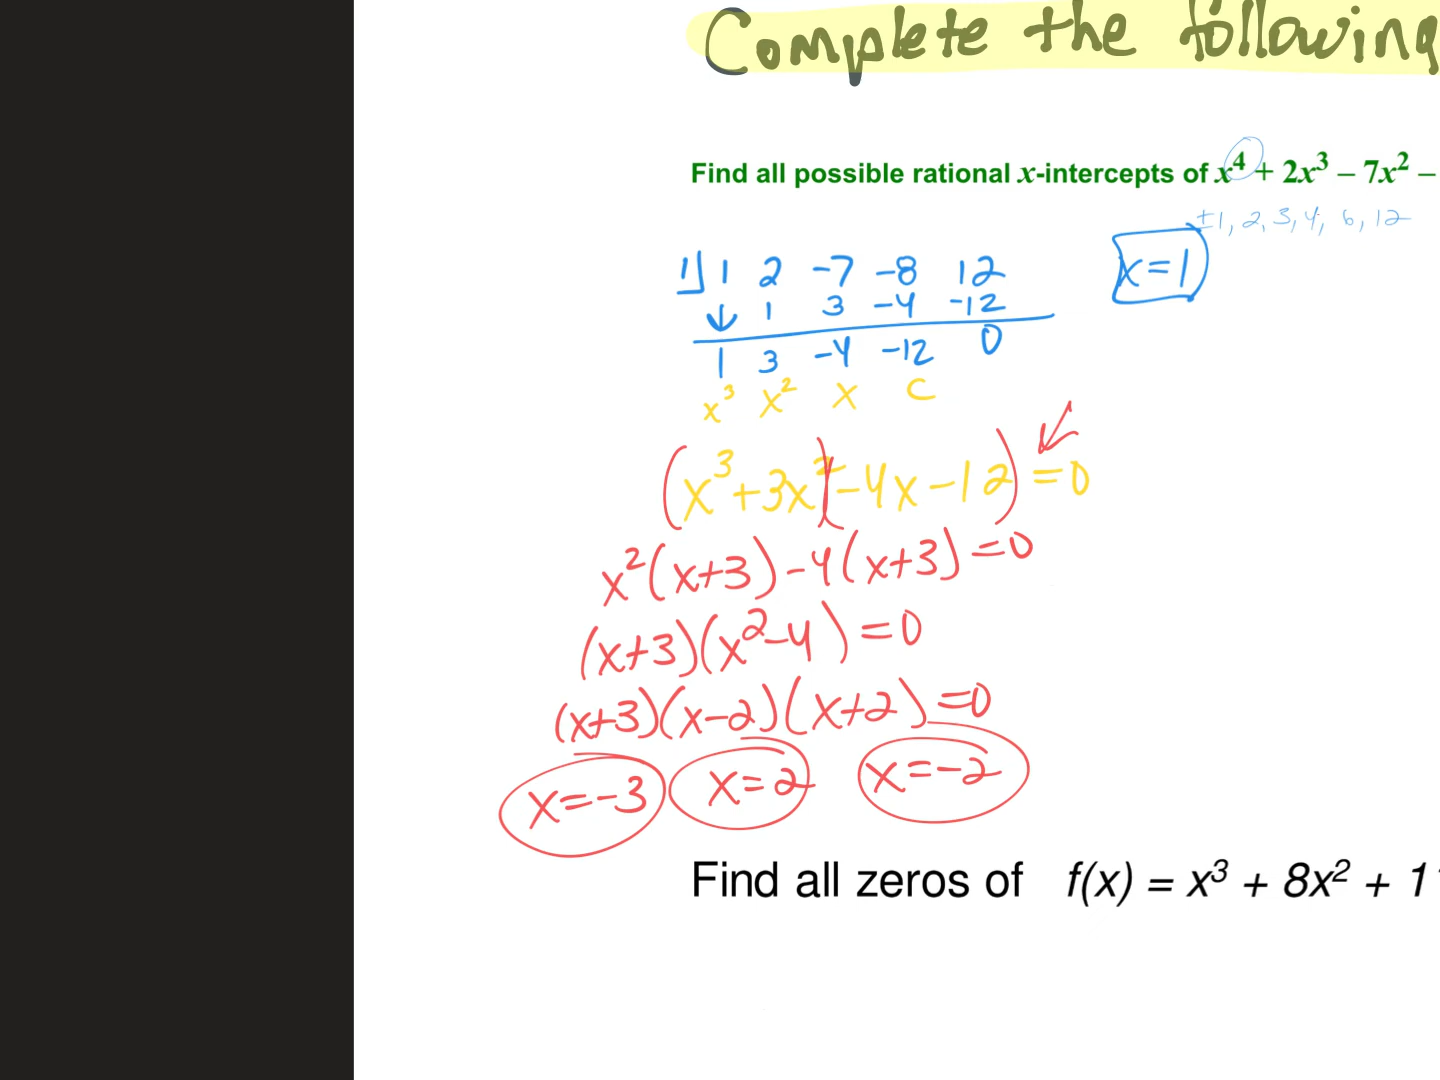 Complete the following
Find all possible rational x-intercepts of x⁴ + 2x³ – 7x² –
±1, 2, 3, 4, 6, 12
1⌋ 1 2 -7 -8 12
x=1
↓ 1 3 -4 -12
1 3 -4 -12 0
x³ x² x c
(x³+3x²)(-4x-12)=0
x²(x+3)-4(x+3)=0
(x+3)(x²-4)=0
(x+3)(x-2)(x+2)=0
x=-3 x=2 x=-2
Find all zeros of f(x) = x³ + 8x² + 1